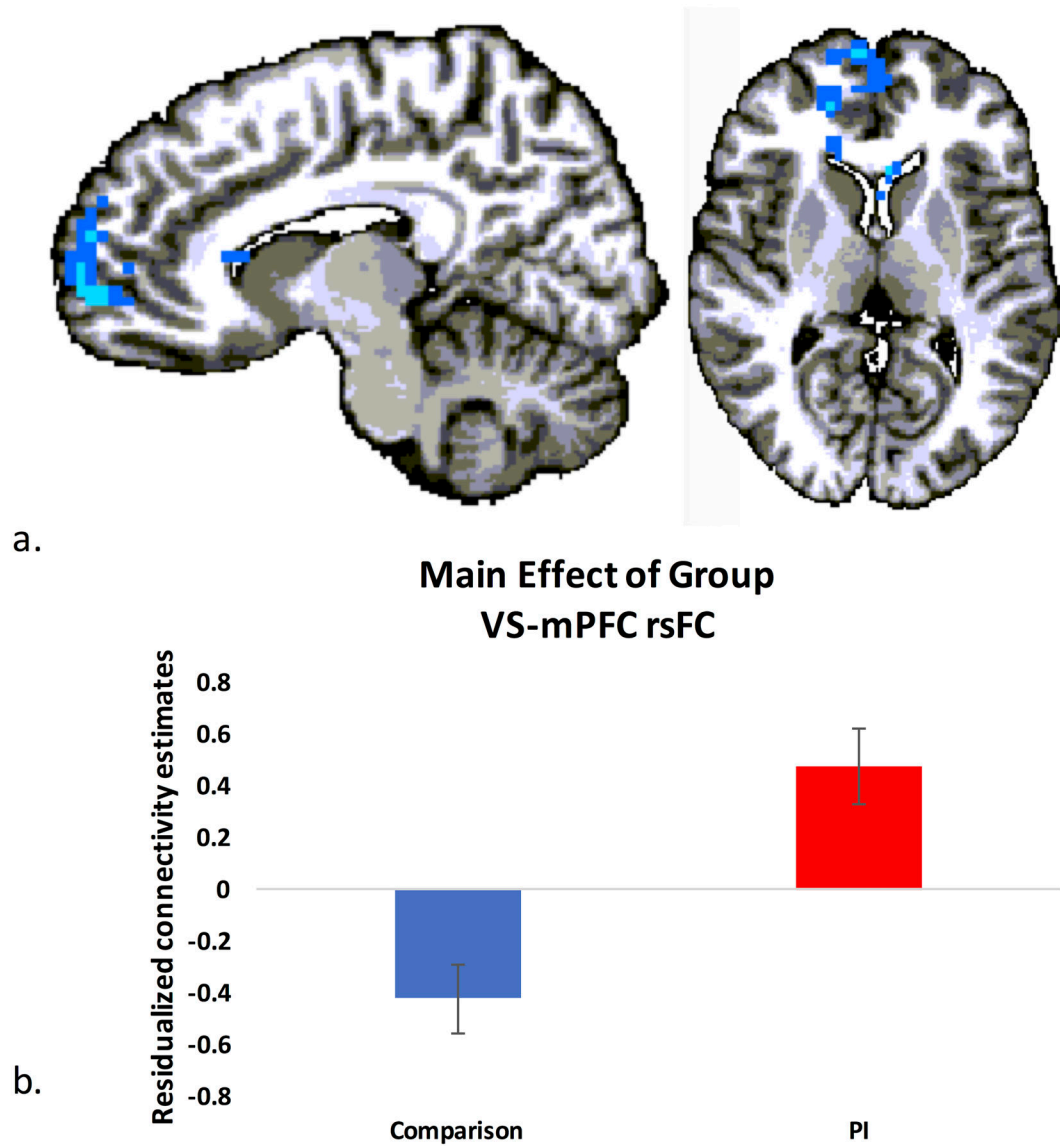 a.
Main Effect of Group
VS-mPFC rsFC
Residualized connectivity estimates
0.8
0.6
0.4
0.2
0
-0.2
-0.4
-0.6
-0.8
b.
Comparison
PI